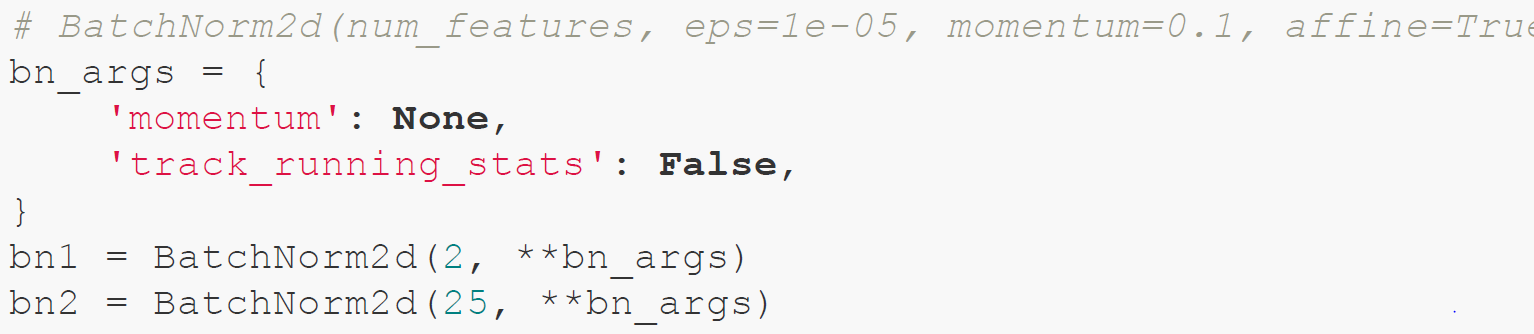 # BatchNorm2d(num_features, eps=1e-05, momentum=0.1, affine=True
bn_args = {
    'momentum': None,
    'track_running_stats': False,
}
bn1 = BatchNorm2d(2, **bn_args)
bn2 = BatchNorm2d(25, **bn_args)